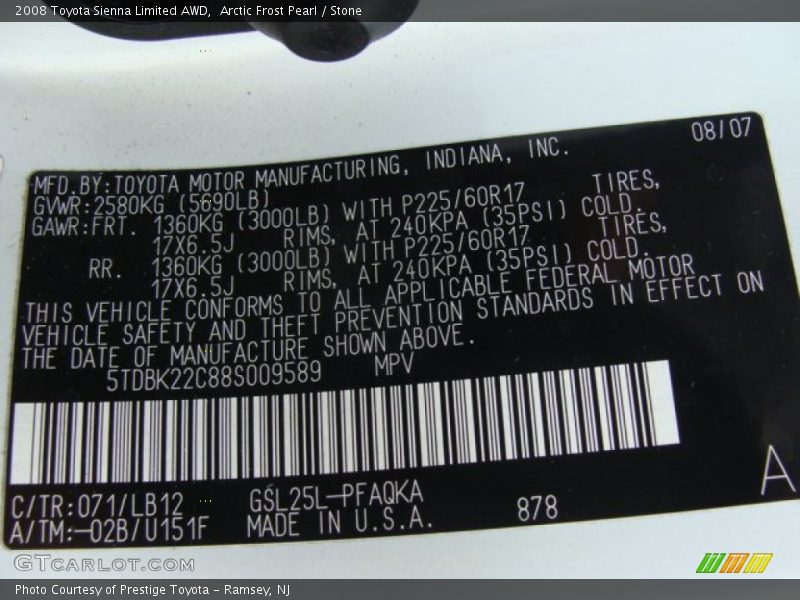 2008 Toyota Sienna Limited AWD,  Arctic Frost Pearl / Stone
08/07
MFD.BY:TOYOTA MOTOR MANUFACTURING, INDIANA, INC.
GVWR:2580KG (5690LB)
GAWR:FRT. 1360KG (3000LB) WITH P225/60R17 TIRES,
17X6.5J RIMS, AT 240KPA (35PSI) COLD.
RR. 1360KG (3000LB) WITH P225/60R17 TIRES,
17X6.5J RIMS, AT 240KPA (35PSI) COLD.
THIS VEHICLE CONFORMS TO ALL APPLICABLE FEDERAL MOTOR
VEHICLE SAFETY AND THEFT PREVENTION STANDARDS IN EFFECT ON
THE DATE OF MANUFACTURE SHOWN ABOVE.
5TDBK22C88S009589 MPV
C/TR:071/LB12 GSL25L-PFAQKA
A/TM:-02B/U151F MADE IN U.S.A. 878
A
GTCARLOT.COM
Photo Courtesy of Prestige Toyota - Ramsey, NJ